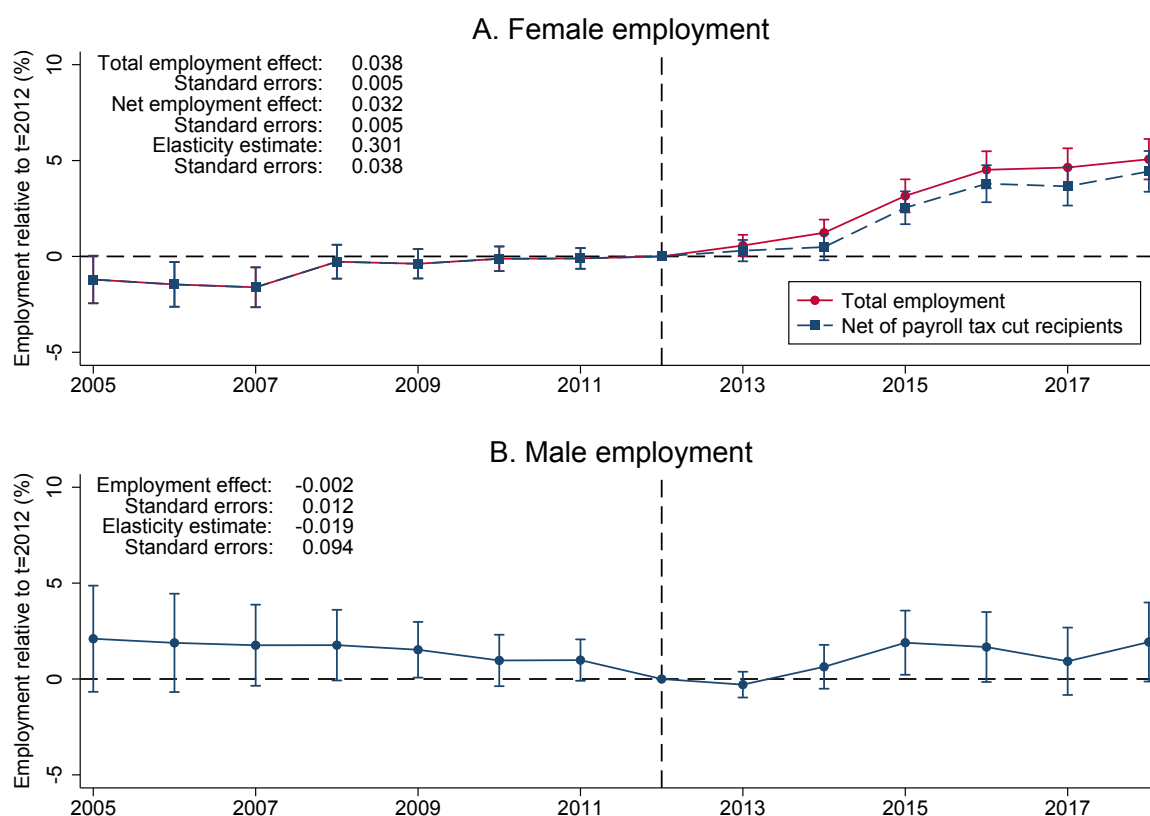 A. Female employment
Employment relative to t=2012 (%)
10
5
0
-5
Total employment effect: 0.038
Standard errors: 0.005
Net employment effect: 0.032
Standard errors: 0.005
Elasticity estimate: 0.301
Standard errors: 0.038
Total employment
Net of payroll tax cut recipients
2005 2007 2009 2011 2013 2015 2017
B. Male employment
Employment relative to t=2012 (%)
10
5
0
-5
Employment effect: -0.002
Standard errors: 0.012
Elasticity estimate: -0.019
Standard errors: 0.094
2005 2007 2009 2011 2013 2015 2017